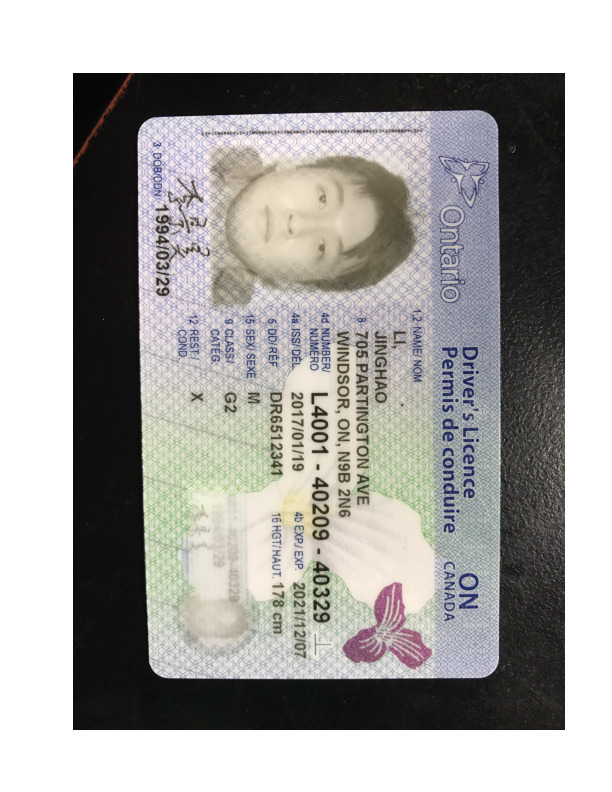 Ontario
Driver's Licence
Permis de conduire
ON
CANADA
1,2 NAME/ NOM
LI,
JINGHAO
8
705 PARTINGTON AVE
WINDSOR, ON, N9B 2N6
4d NUMBER/
NUMÉRO
L4001 - 40209 - 40329
4a ISS/DÉL.
2017/01/19
4b EXP./ EXP.
2021/12/07
5 DD/RÉF
DR6512341
16 HGT/HAUT.
178 cm
15 SEX/ SEXE
M
9 CLASS/
CATÉG.
G2
12 REST/
COND.
X
3 DOB/DDN
1994/03/29